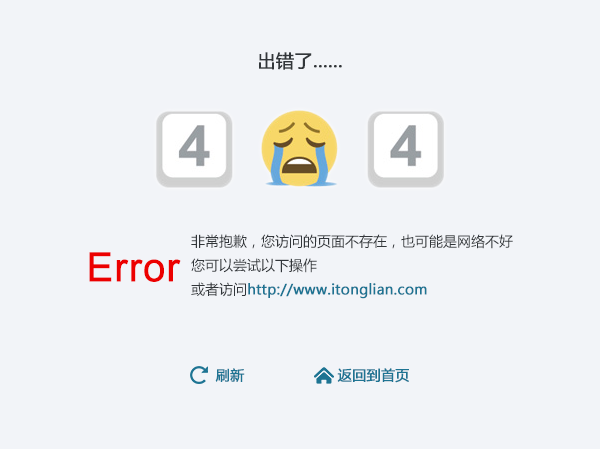 出错了......
4 4
非常抱歉，您访问的页面不存在，也可能是网络不好
Error
您可以尝试以下操作
或者访问http://www.itonglian.com
刷新 返回到首页